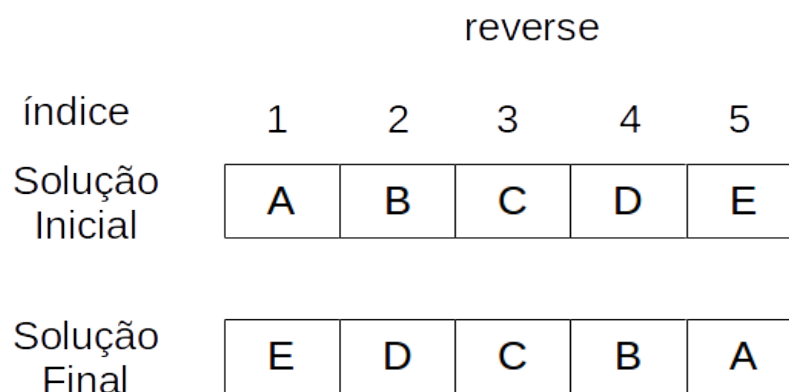 reverse
índice 1 2 3 4 5
Solução
Inicial
A B C D E
Solução
Final
E D C B A